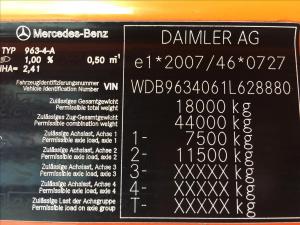 Mercedes-Benz
DAIMLER AG
TYP 963-4-A
1,00 % 0,50 m⁻¹
IHA= 2,41
e1*2007/46*0727
Fahrzeugidentifizierungsnummer
Vehicle Identification Number VIN
WDB9634061L628880
Zulässiges Gesamtgewicht
Permissible total weight
18000 kg
Zulässiges Zuggesamtgewicht
Permissible combination weight
44000 kg
Zulässige Achslast, Achse 1
Permissible axle load, axle 1
1- 7500 kg
Zulässige Achslast, Achse 2
Permissible axle load, axle 2
2- 11500 kg
Zulässige Achslast, Achse 3
Permissible axle load, axle 3
3- XXXXX kg
Zulässige Achslast, Achse 4
Permissible axle load, axle 4
4- XXXXX kg
Zulässige Last der Achsgruppe
Permissible load on axle group
T- XXXXX kg